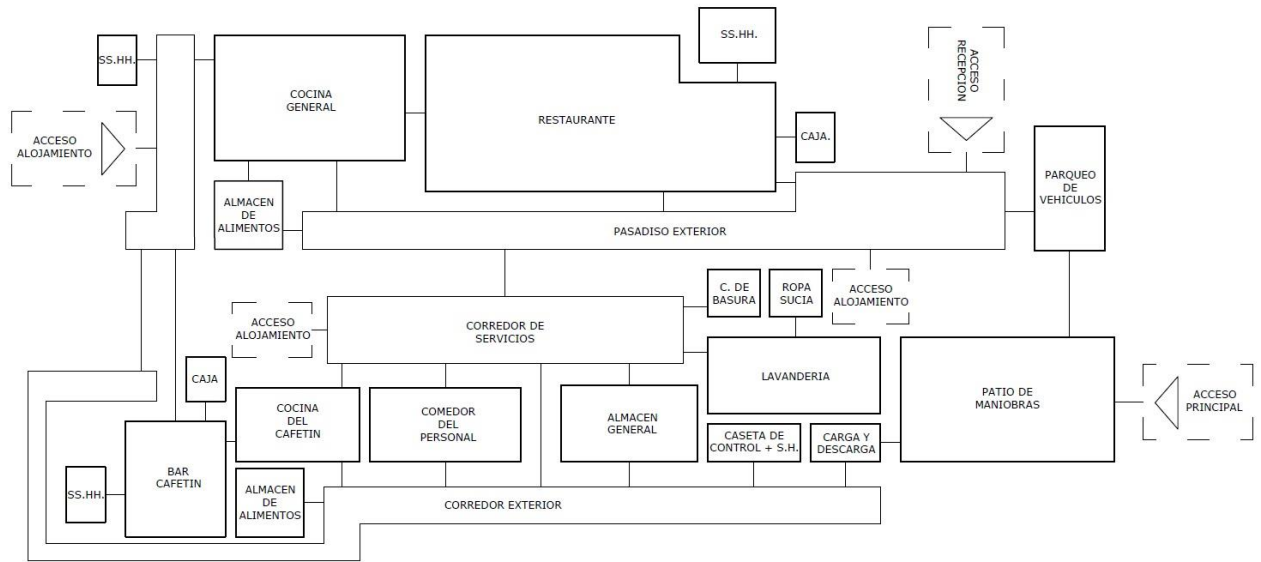 SS.HH.
COCINA
GENERAL
RESTAURANTE
SS.HH.
ACCESO
RECEPCION
ACCESO
ALOJAMIENTO
CAJA.
PARQUEO
DE
VEHICULOS
ALMACEN
DE
ALIMENTOS
PASADISO EXTERIOR
C. DE
BASURA
ROPA
SUCIA
ACCESO
ALOJAMIENTO
ACCESO
ALOJAMIENTO
CORREDOR DE
SERVICIOS
CAJA
COCINA
DEL
CAFETIN
COMEDOR
DEL
PERSONAL
ALMACEN
GENERAL
LAVANDERIA
PATIO DE
MANIOBRAS
ACCESO
PRINCIPAL
CASETA DE
CONTROL + S.H.
CARGA Y
DESCARGA
BAR
CAFETIN
SS.HH.
ALMACEN
DE
ALIMENTOS
CORREDOR EXTERIOR